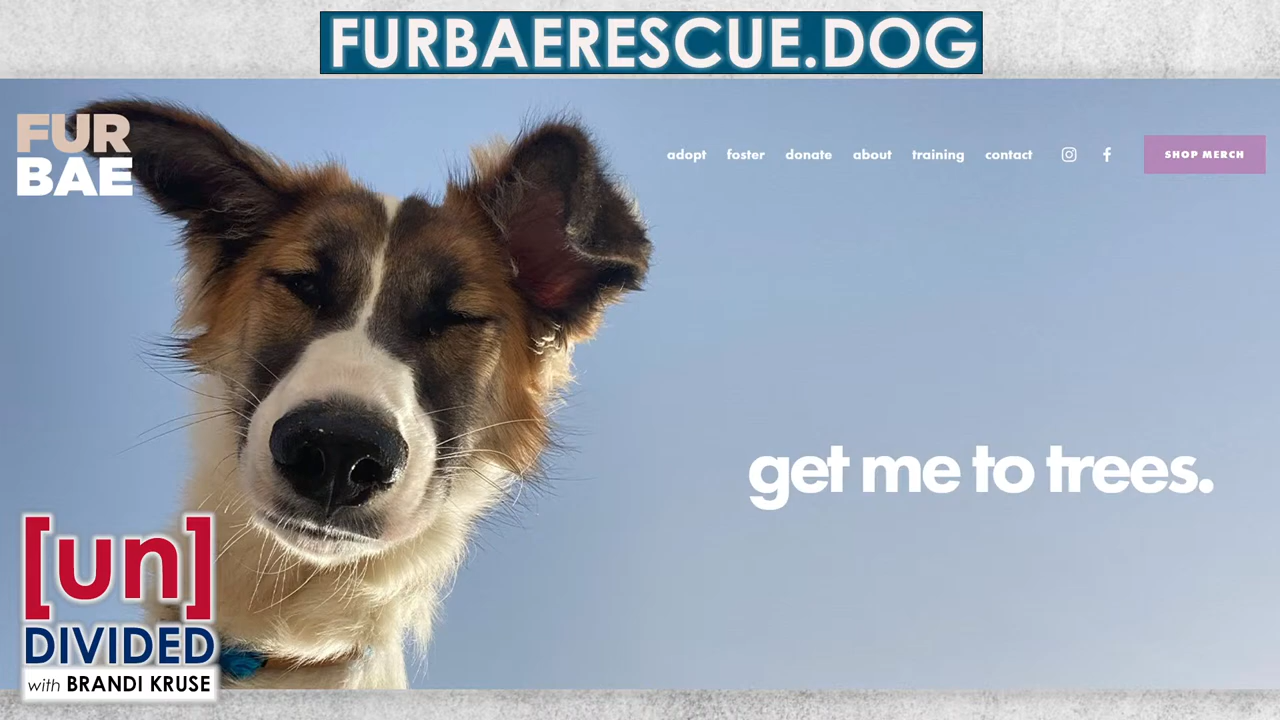 FURBAERESCUE.DOG
FUR
BAE
adopt foster donate about training contact
SHOP MERCH
get me to trees.
[un]
DIVIDED
with BRANDI KRUSE